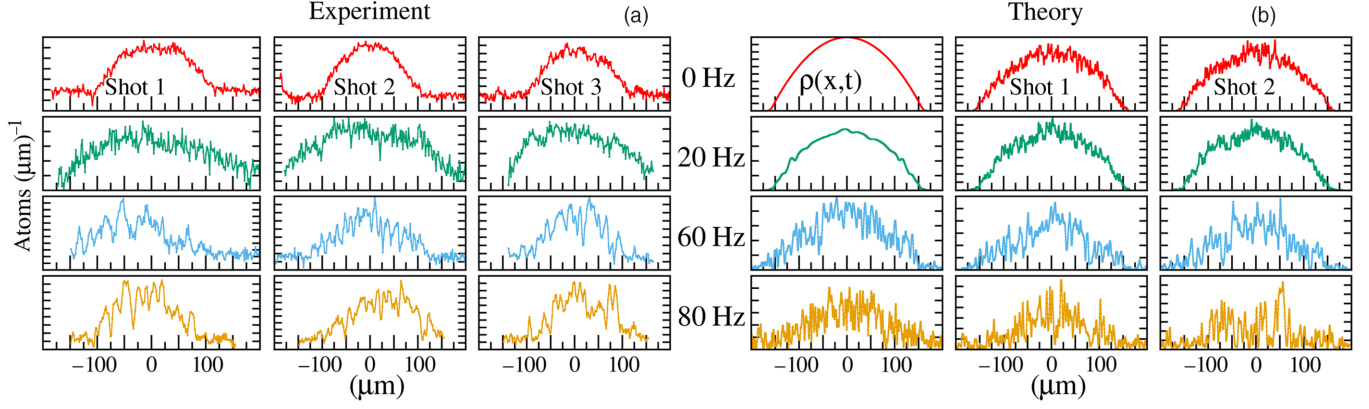 Experiment (a) Theory (b)
Shot 1 Shot 2 Shot 3 0 Hz ρ(x,t) Shot 1 Shot 2
20 Hz
60 Hz
80 Hz
Atoms (μm)⁻¹
−100 0 100 −100 0 100 −100 0 100 −100 0 100 −100 0 100 −100 0 100
(μm) (μm)